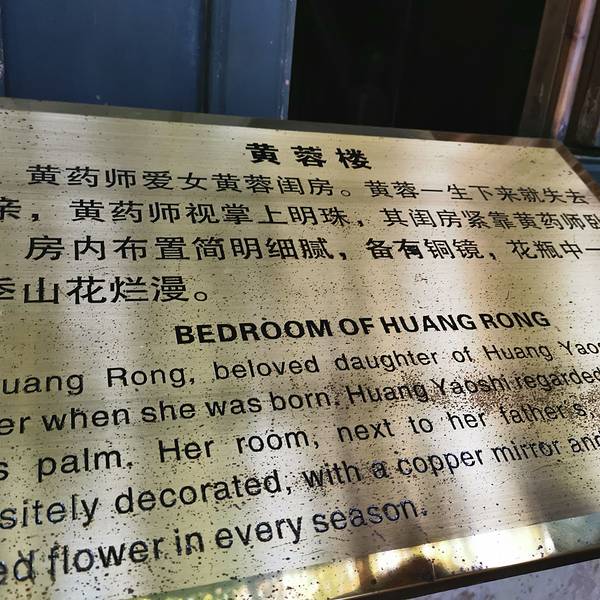 黄蓉楼
黄药师爱女黄蓉闺房。黄蓉一生下来就失去
亲，黄药师视掌上明珠，其闺房紧靠黄药师卧
房内布置简明细腻，备有铜镜，花瓶中一
季山花烂漫。
BEDROOM OF HUANG RONG
uang Rong, beloved daughter of Huang Yaos
er when she was born. Huang Yaoshi regarded
s palm. Her room, next to her father's,
sitely decorated, with a copper mirror and
ed flower in every season.